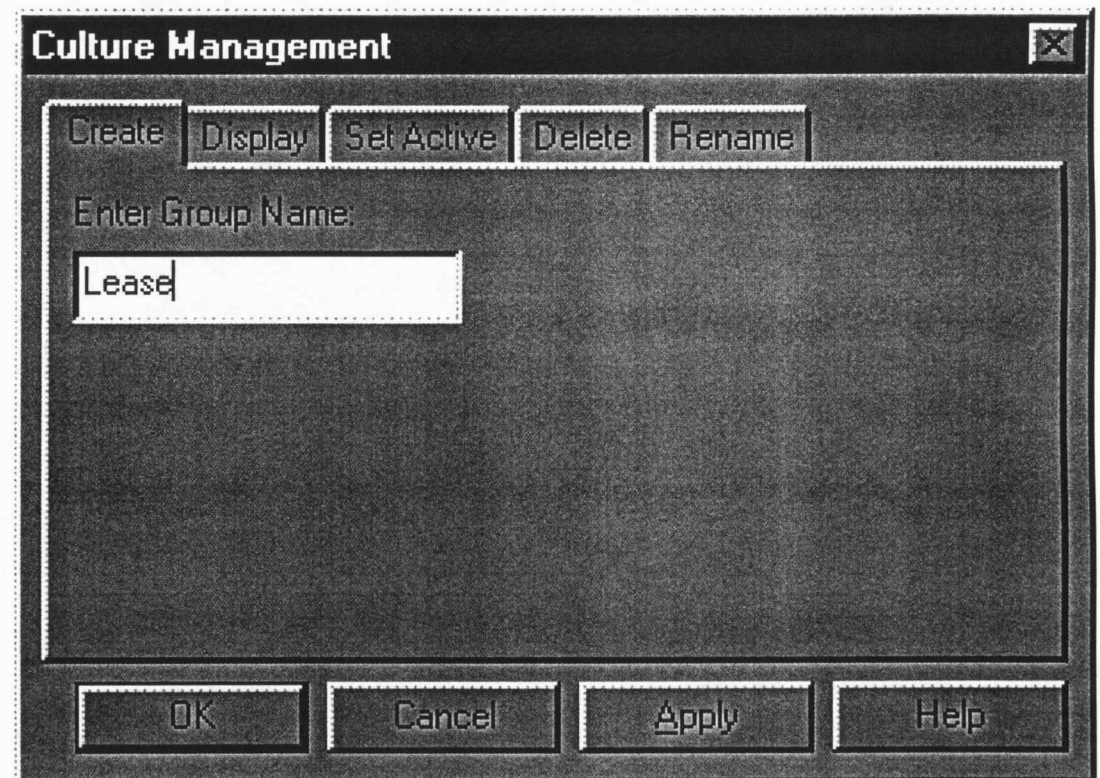 Culture Management
Create Display Set Active Delete Rename
Enter Group Name:
Lease
OK Cancel Apply Help